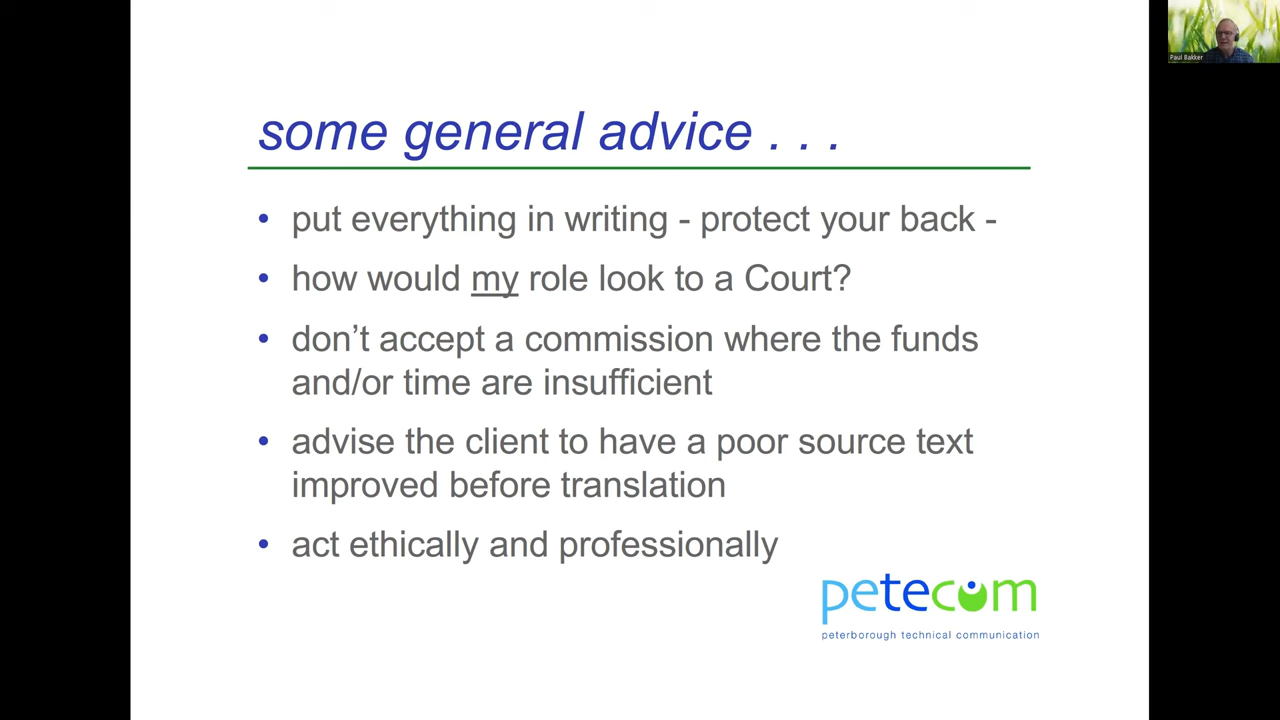 Paul Bakker
some general advice . . .
• put everything in writing - protect your back -
• how would my role look to a Court?
• don’t accept a commission where the funds
and/or time are insufficient
• advise the client to have a poor source text
improved before translation
• act ethically and professionally
petecom
peterborough technical communication